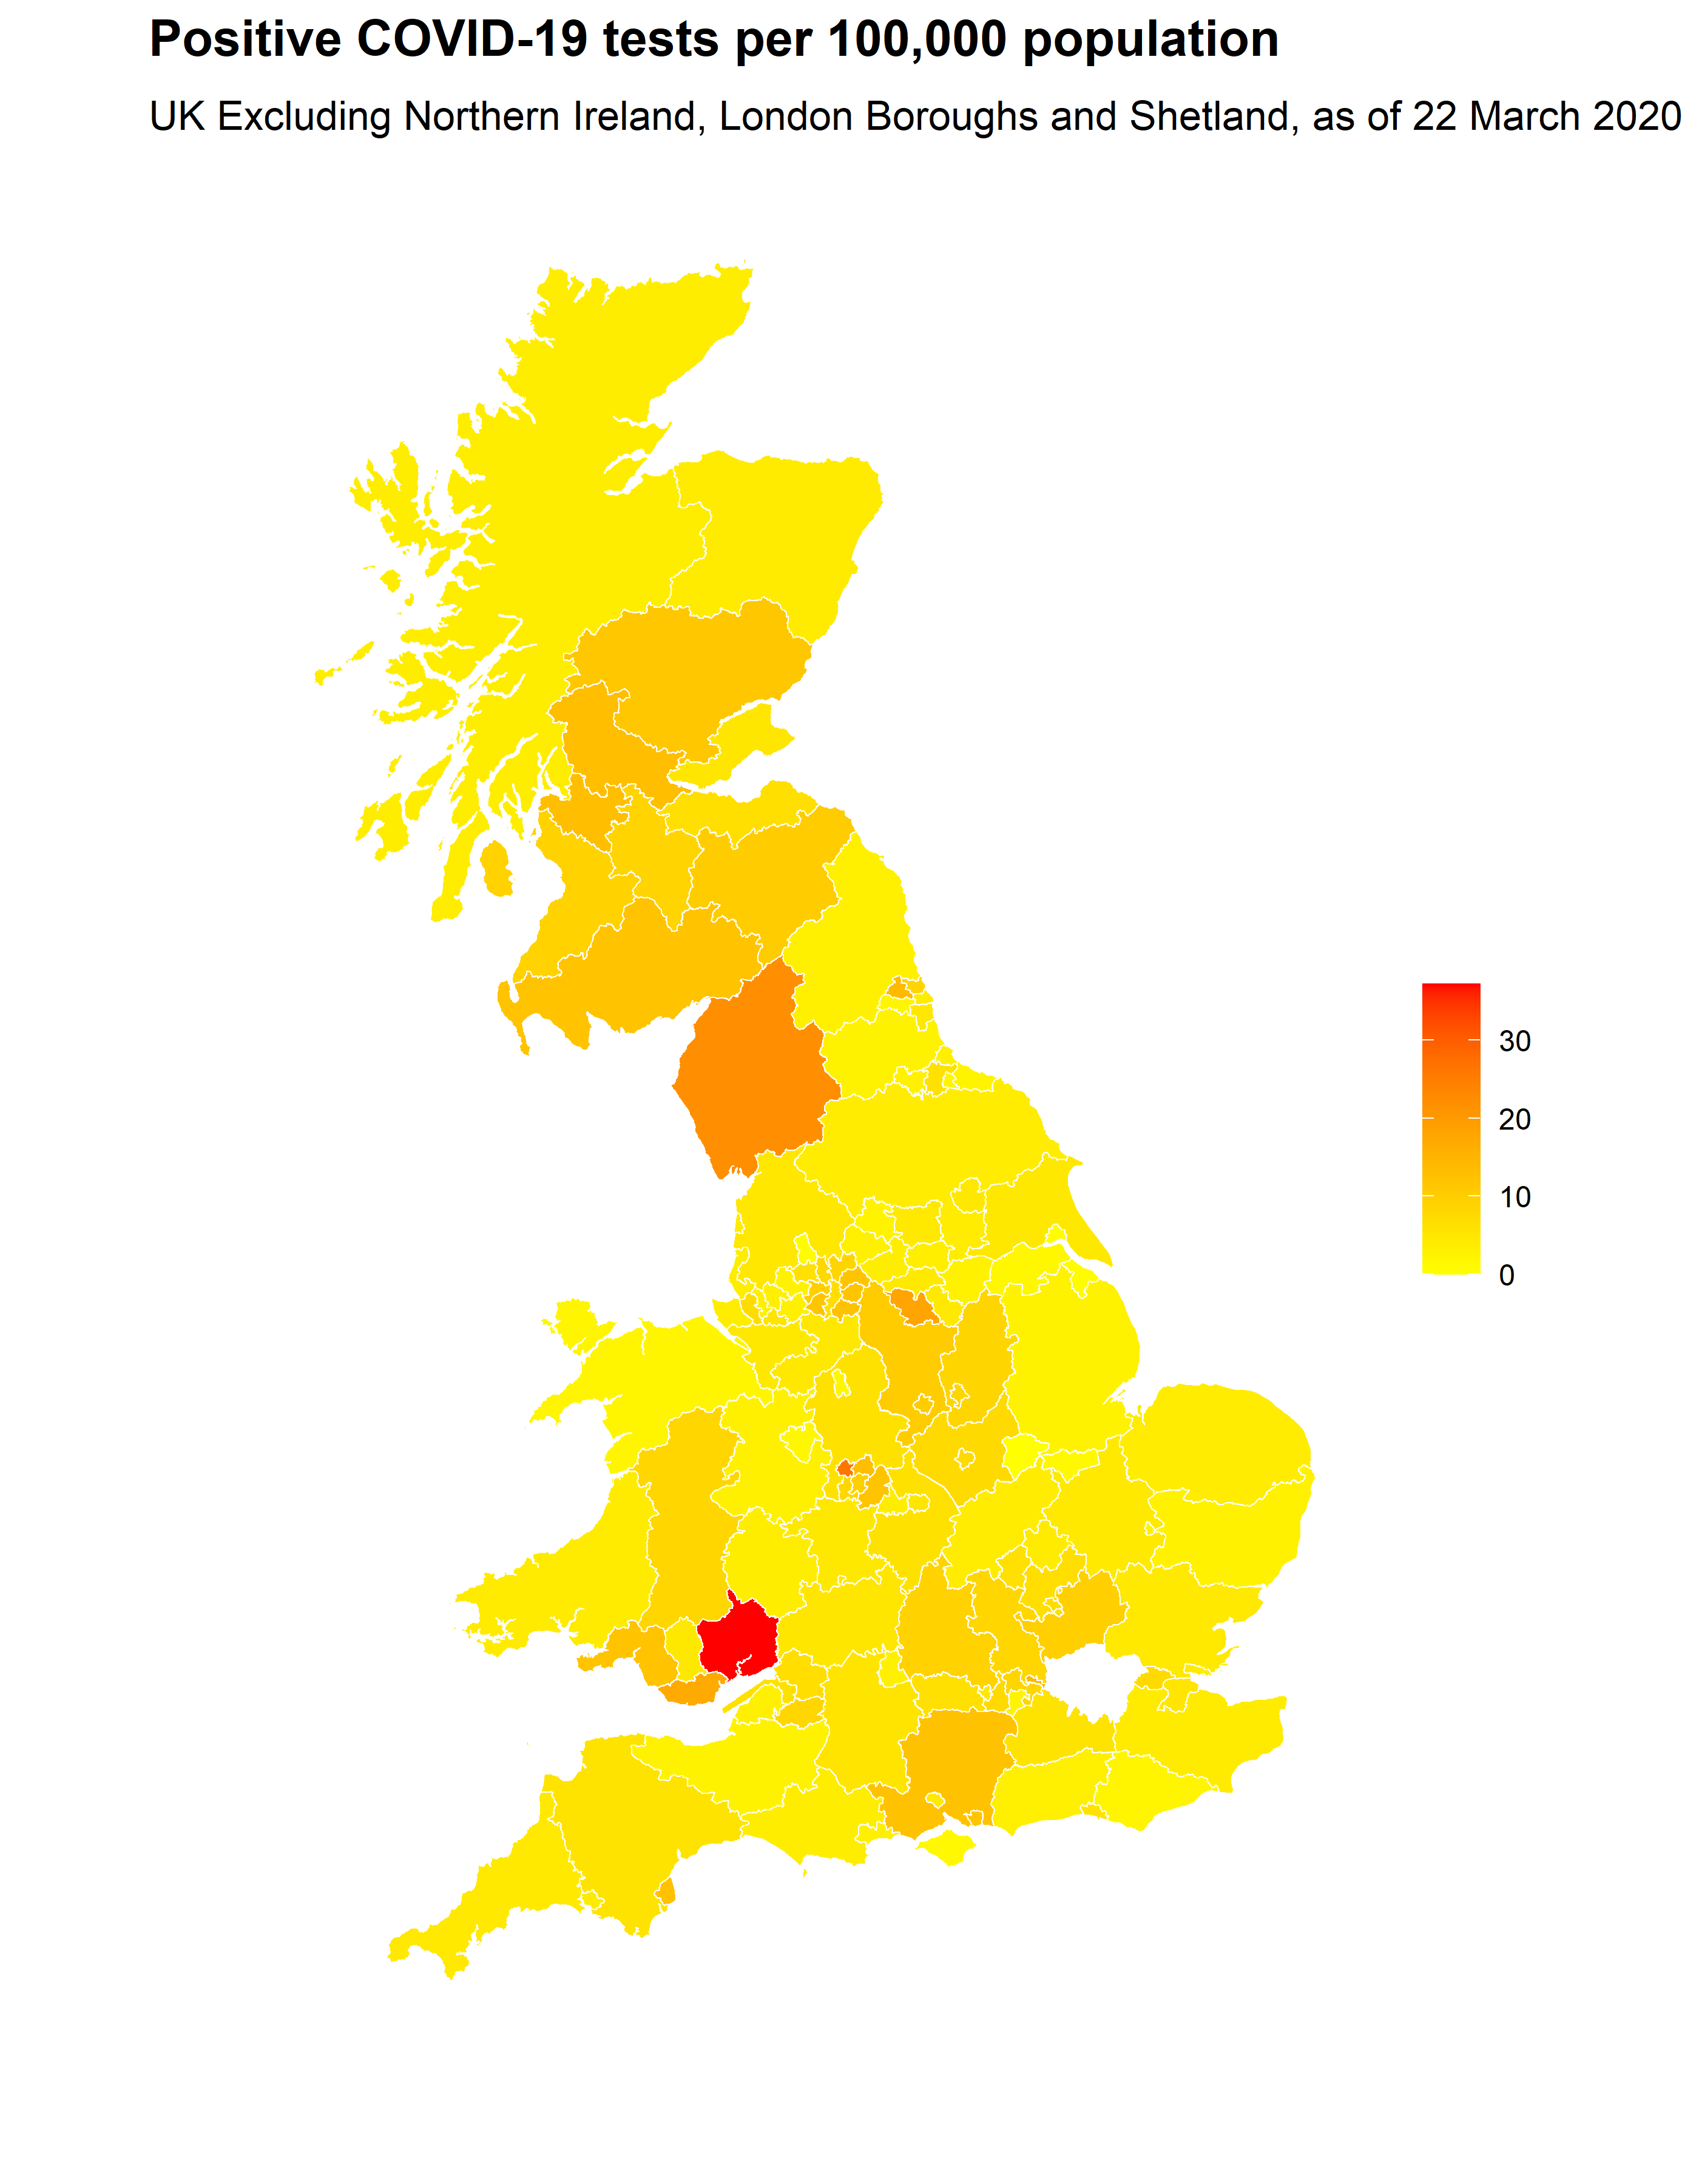 Positive COVID-19 tests per 100,000 population
UK Excluding Northern Ireland, London Boroughs and Shetland, as of 22 March 2020
30
20
10
0